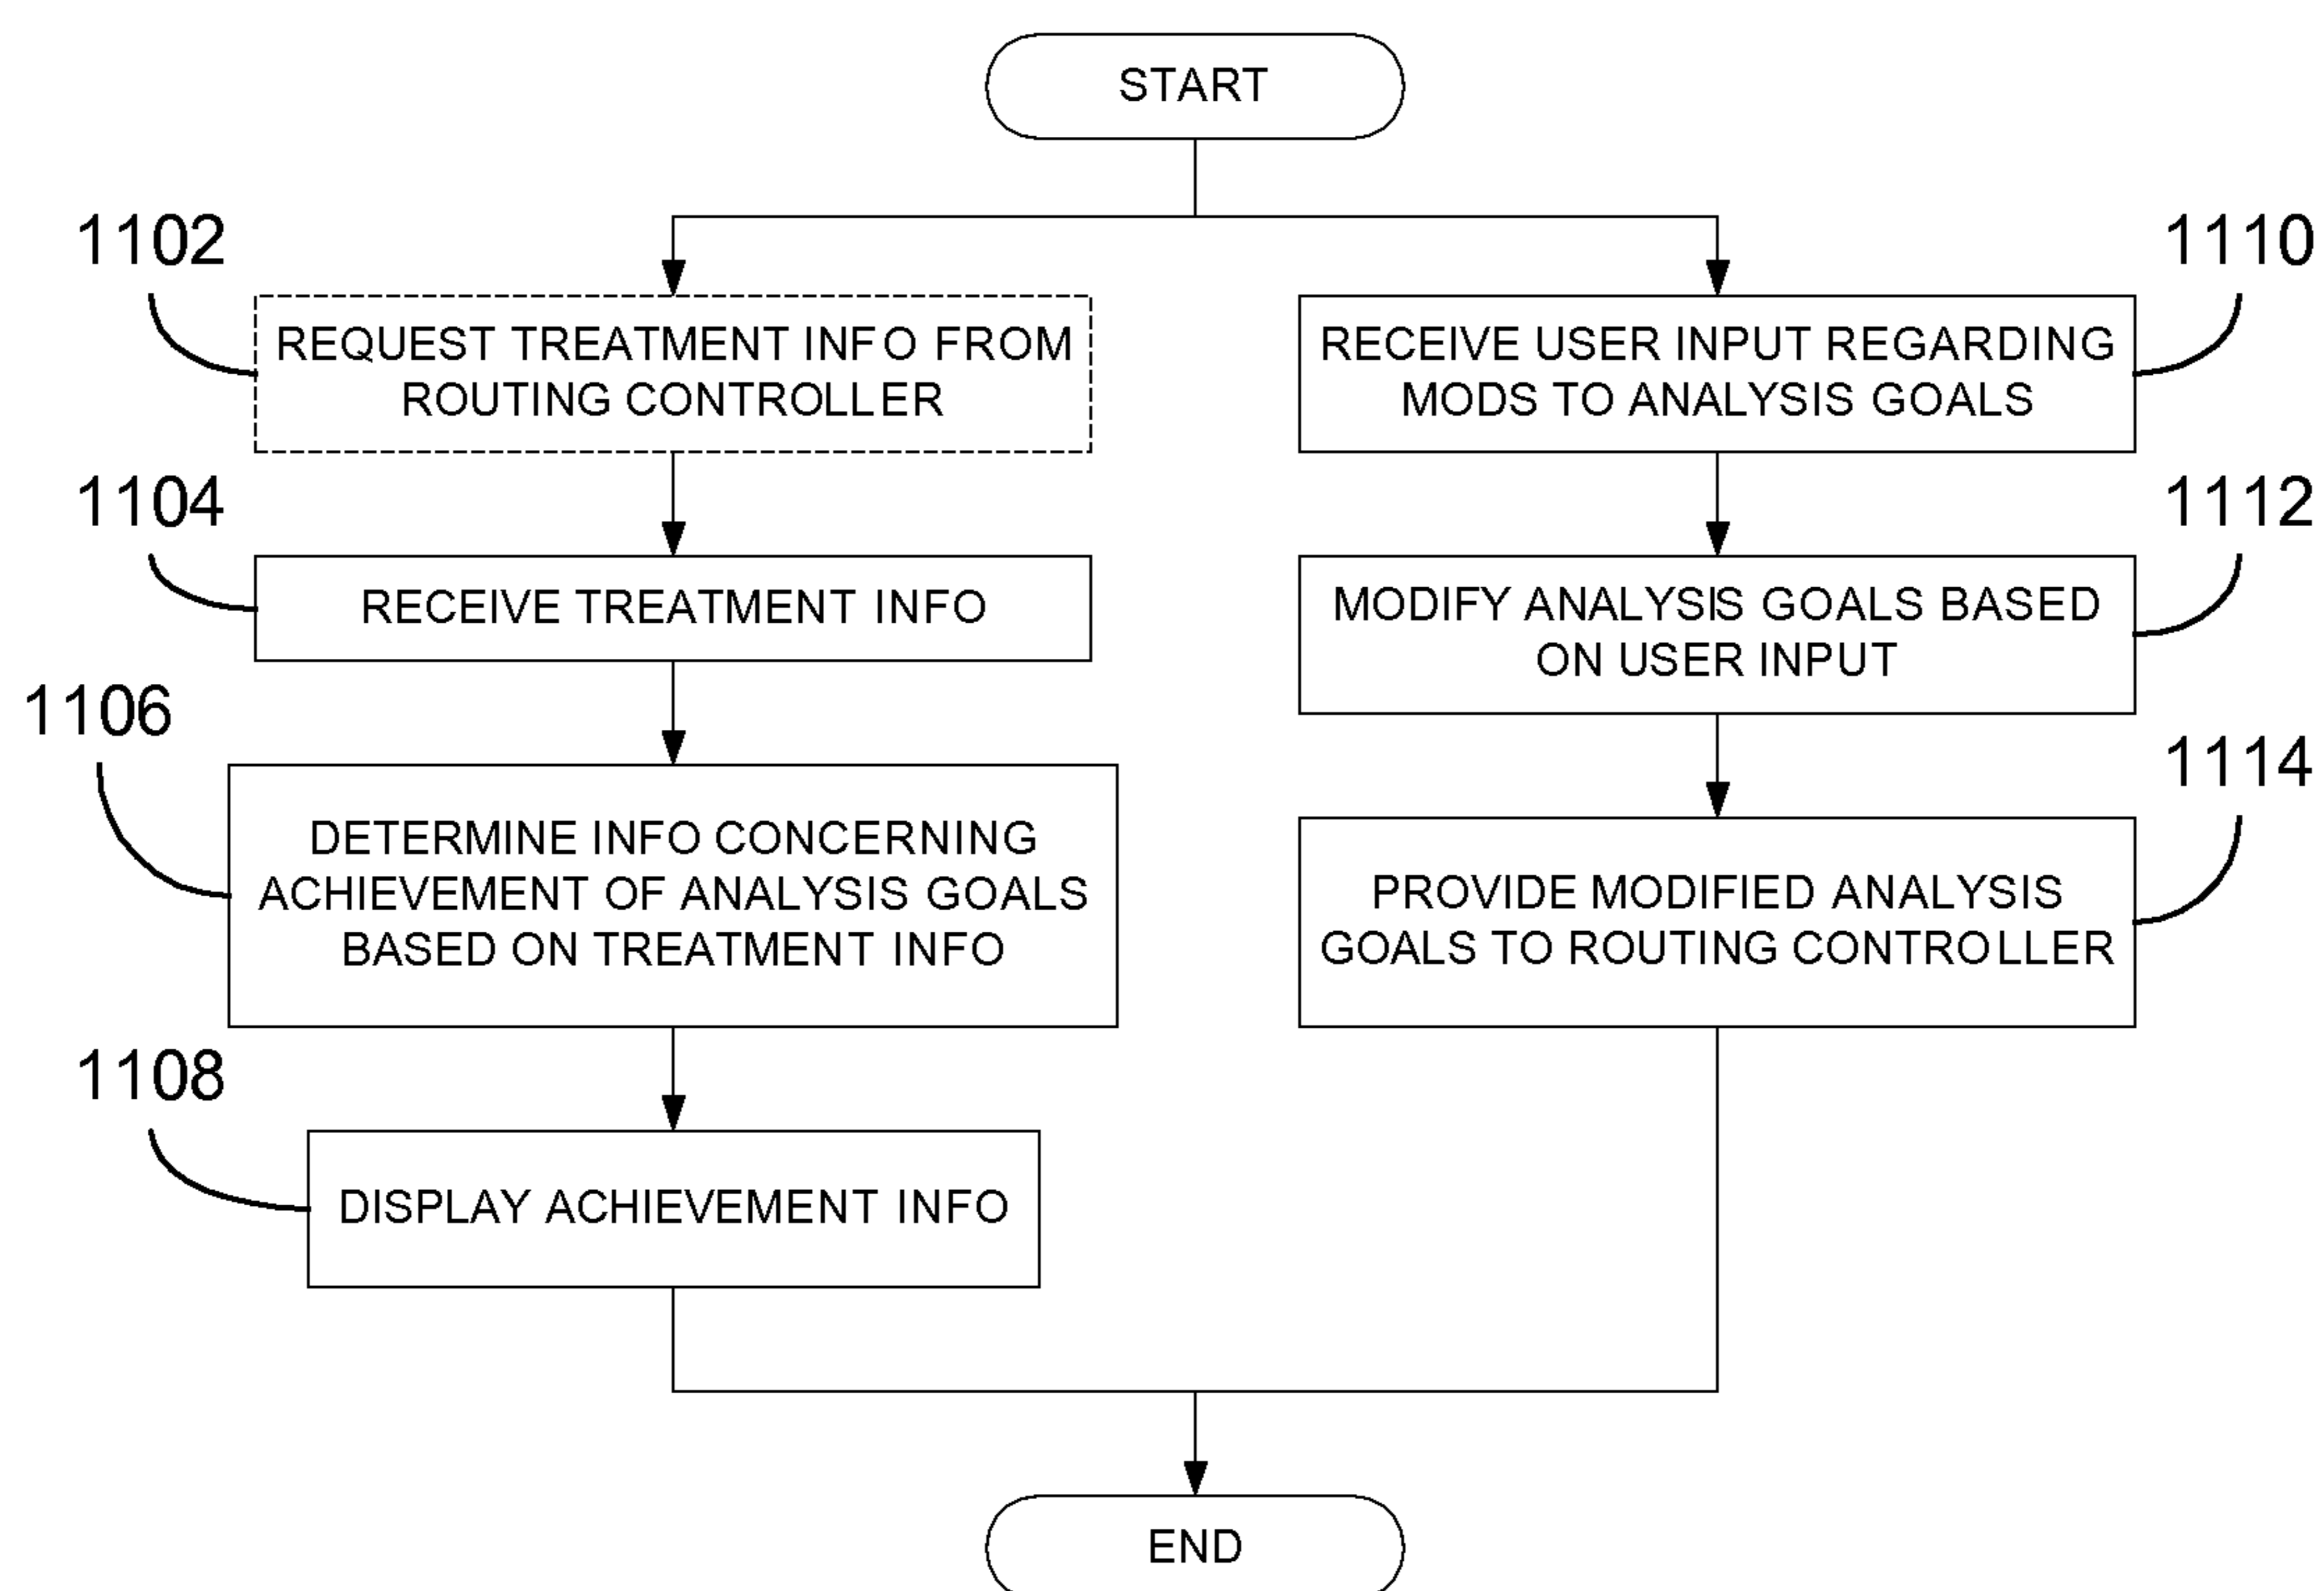 START
1102
REQUEST TREATMENT INFO FROM
ROUTING CONTROLLER
1104
RECEIVE TREATMENT INFO
1106
DETERMINE INFO CONCERNING
ACHIEVEMENT OF ANALYSIS GOALS
BASED ON TREATMENT INFO
1108
DISPLAY ACHIEVEMENT INFO
1110
RECEIVE USER INPUT REGARDING
MODS TO ANALYSIS GOALS
1112
MODIFY ANALYSIS GOALS BASED
ON USER INPUT
1114
PROVIDE MODIFIED ANALYSIS
GOALS TO ROUTING CONTROLLER
END